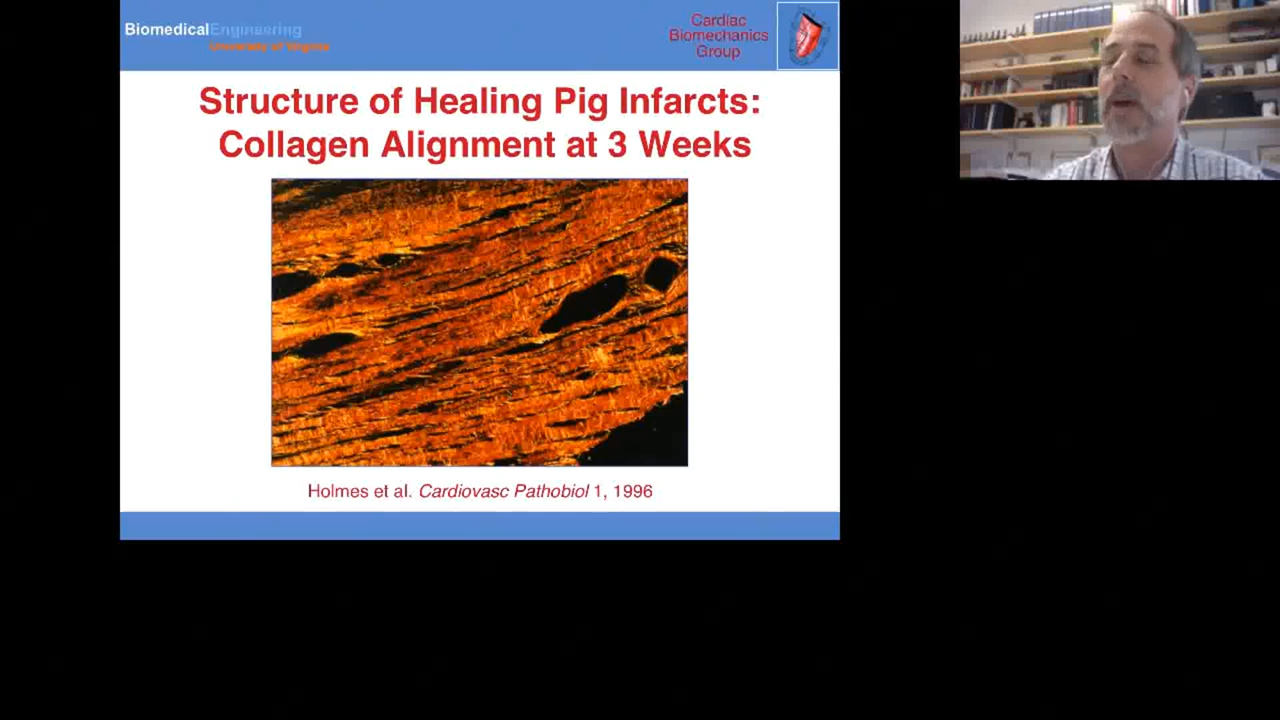 BiomedicalEngineering
University of Virginia
Cardiac
Biomechanics
Group
Structure of Healing Pig Infarcts:
Collagen Alignment at 3 Weeks
Holmes et al. Cardiovasc Pathobiol 1, 1996